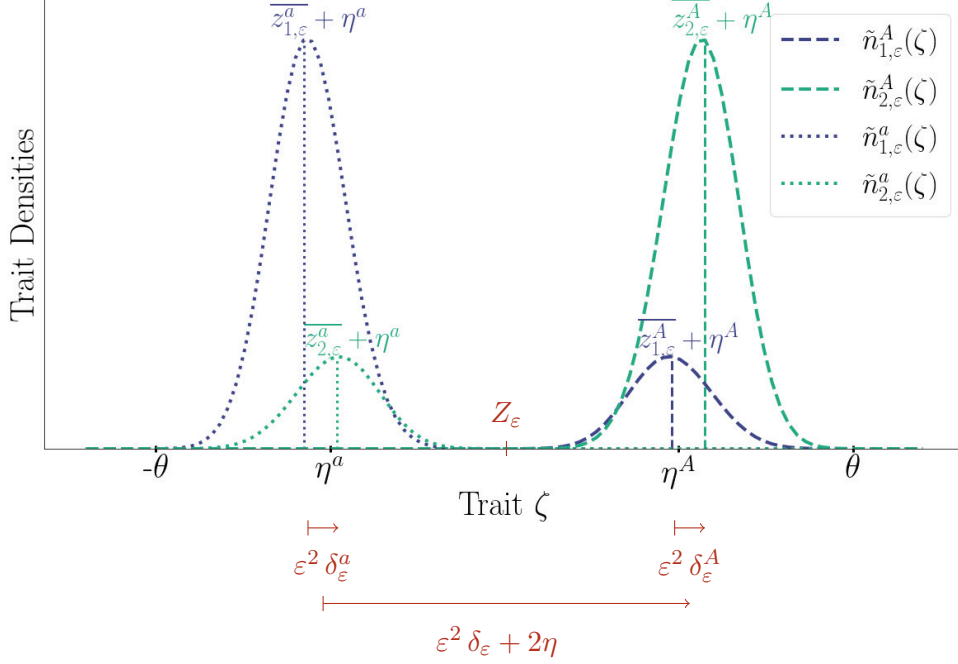 $\overline{z^a_{1,\varepsilon}} + \eta^a$
$\overline{z^A_{2,\varepsilon}} + \eta^A$
$\tilde{n}^A_{1,\varepsilon}(\zeta)$
$\tilde{n}^A_{2,\varepsilon}(\zeta)$
$\tilde{n}^a_{1,\varepsilon}(\zeta)$
$\tilde{n}^a_{2,\varepsilon}(\zeta)$
Trait Densities
$\overline{z^a_{2,\varepsilon}} + \eta^a$
$\overline{z^A_{1,\varepsilon}} + \eta^A$
$Z_\varepsilon$
-θ
$\eta^a$
$\eta^A$
θ
Trait ζ
$\varepsilon^2 \, \delta^a_\varepsilon$
$\varepsilon^2 \, \delta^A_\varepsilon$
$\varepsilon^2 \, \delta_\varepsilon + 2\eta$